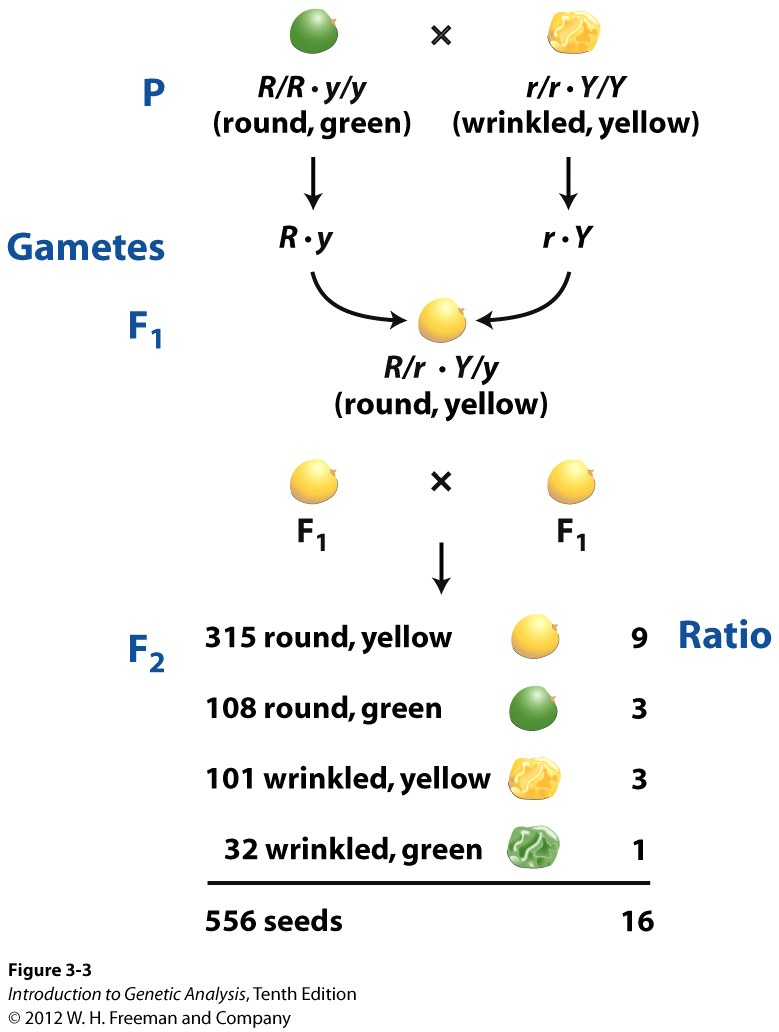 ×
P
R/R · y/y
r/r · Y/Y
(round, green)
(wrinkled, yellow)
Gametes
R · y
r · Y
F1
R/r · Y/y
(round, yellow)
×
F1
F1
F2
315 round, yellow
9
Ratio
108 round, green
3
101 wrinkled, yellow
3
32 wrinkled, green
1
556 seeds
16
Figure 3-3
Introduction to Genetic Analysis, Tenth Edition
© 2012 W. H. Freeman and Company